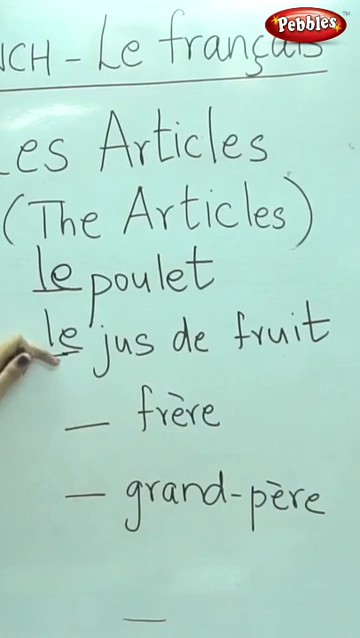 Pebbles
NCH - Le français
Les Articles
(The Articles)
le poulet
le jus de fruit
_ frère
_ grand-père
_